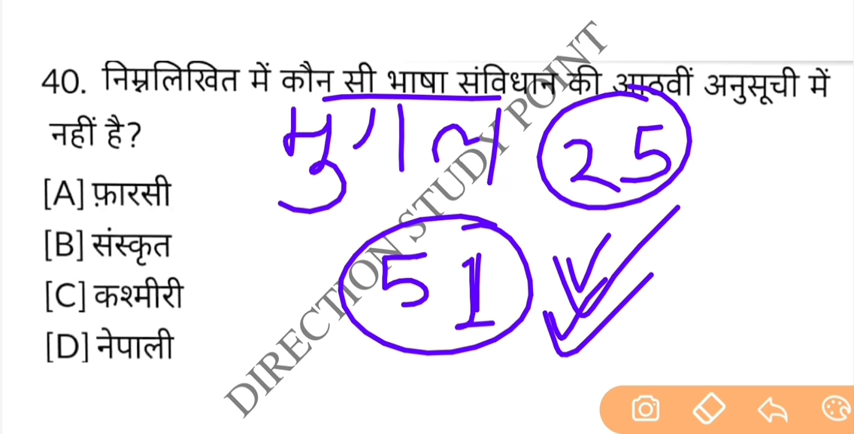 40. निम्नलिखित में कौन सी भाषा संविधान की आठवीं अनुसूची में
नहीं है?
मुगल 25
[A] फ़ारसी
[B] संस्कृत
51
[C] कश्मीरी
[D] नेपाली
DIRECTION STUDY POINT